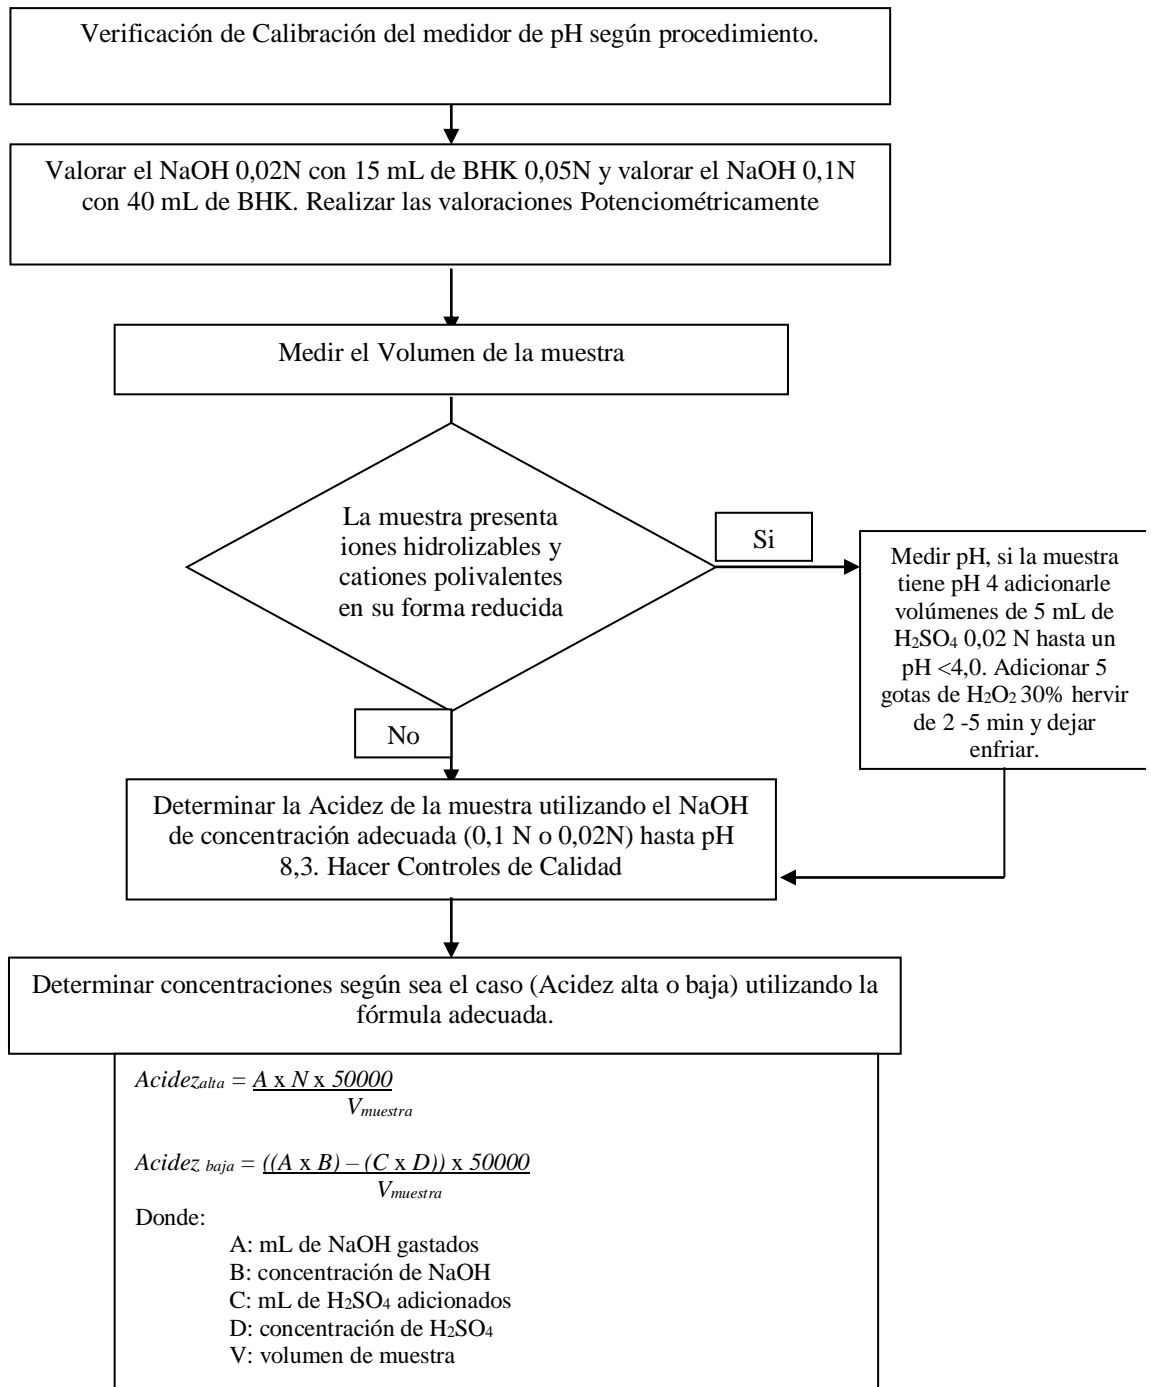 Verificación de Calibración del medidor de pH según procedimiento.
Valorar el NaOH 0,02N con 15 mL de BHK 0,05N y valorar el NaOH 0,1N
con 40 mL de BHK. Realizar las valoraciones Potenciométricamente
Medir el Volumen de la muestra
La muestra presenta
iones hidrolizables y
cationes polivalentes
en su forma reducida
Si
Medir pH, si la muestra
tiene pH 4 adicionarle
volúmenes de 5 mL de
H₂SO₄ 0,02 N hasta un
pH <4,0. Adicionar 5
gotas de H₂O₂ 30% hervir
de 2 -5 min y dejar
enfriar.
No
Determinar la Acidez de la muestra utilizando el NaOH
de concentración adecuada (0,1 N o 0,02N) hasta pH
8,3. Hacer Controles de Calidad
Determinar concentraciones según sea el caso (Acidez alta o baja) utilizando la
fórmula adecuada.
Acidez alta = A x N x 50000
V muestra
Acidez baja = ((A x B) – (C x D)) x 50000
V muestra
Donde:
A: mL de NaOH gastados
B: concentración de NaOH
C: mL de H₂SO₄ adicionados
D: concentración de H₂SO₄
V: volumen de muestra